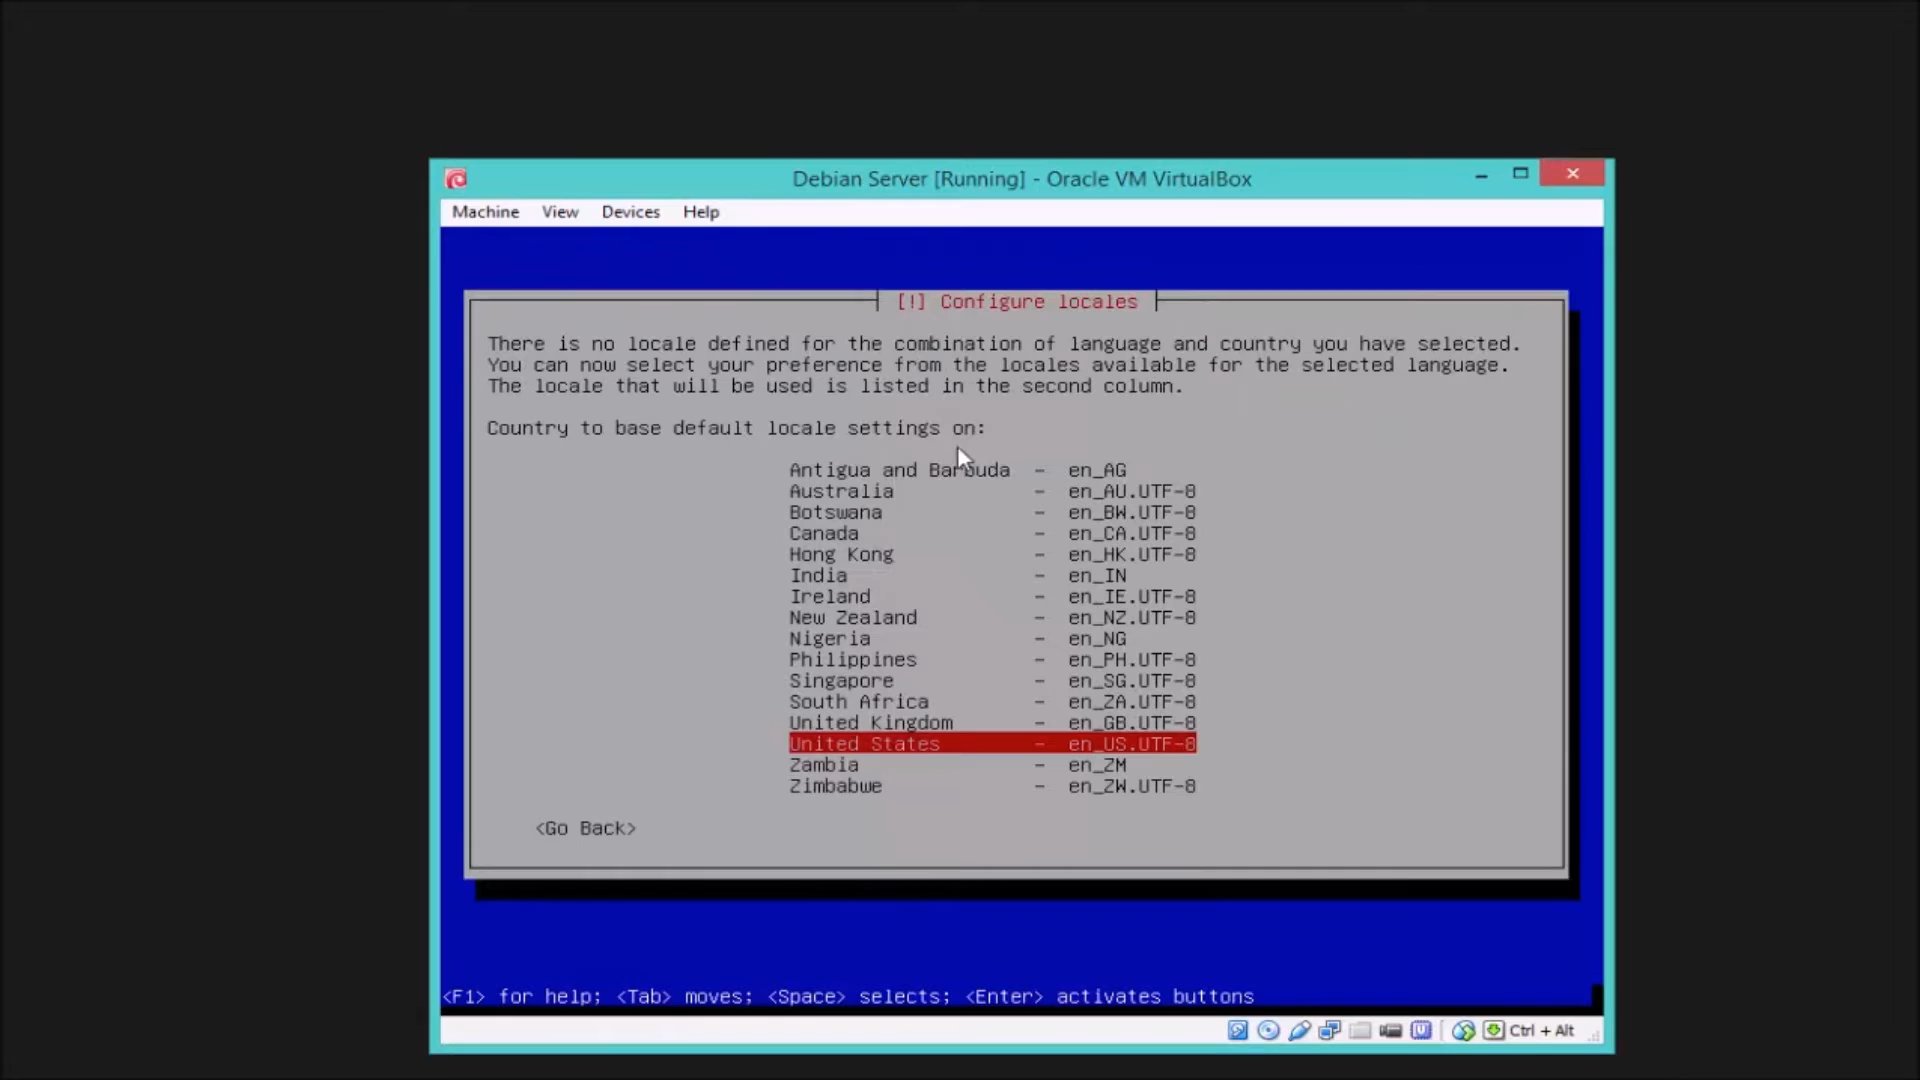 Debian Server [Running] - Oracle VM VirtualBox
Machine View Devices Help
[!] Configure locales
There is no locale defined for the combination of language and country you have selected.
You can now select your preference from the locales available for the selected language.
The locale that will be used is listed in the second column.
Country to base default locale settings on:
Antigua and Barbuda - en_AG
Australia - en_AU.UTF-8
Botswana - en_BW.UTF-8
Canada - en_CA.UTF-8
Hong Kong - en_HK.UTF-8
India - en_IN
Ireland - en_IE.UTF-8
New Zealand - en_NZ.UTF-8
Nigeria - en_NG
Philippines - en_PH.UTF-8
Singapore - en_SG.UTF-8
South Africa - en_ZA.UTF-8
United Kingdom - en_GB.UTF-8
United States - en_US.UTF-8
Zambia - en_ZM
Zimbabwe - en_ZW.UTF-8
<Go Back>
<F1> for help; <Tab> moves; <Space> selects; <Enter> activates buttons
Ctrl + Alt